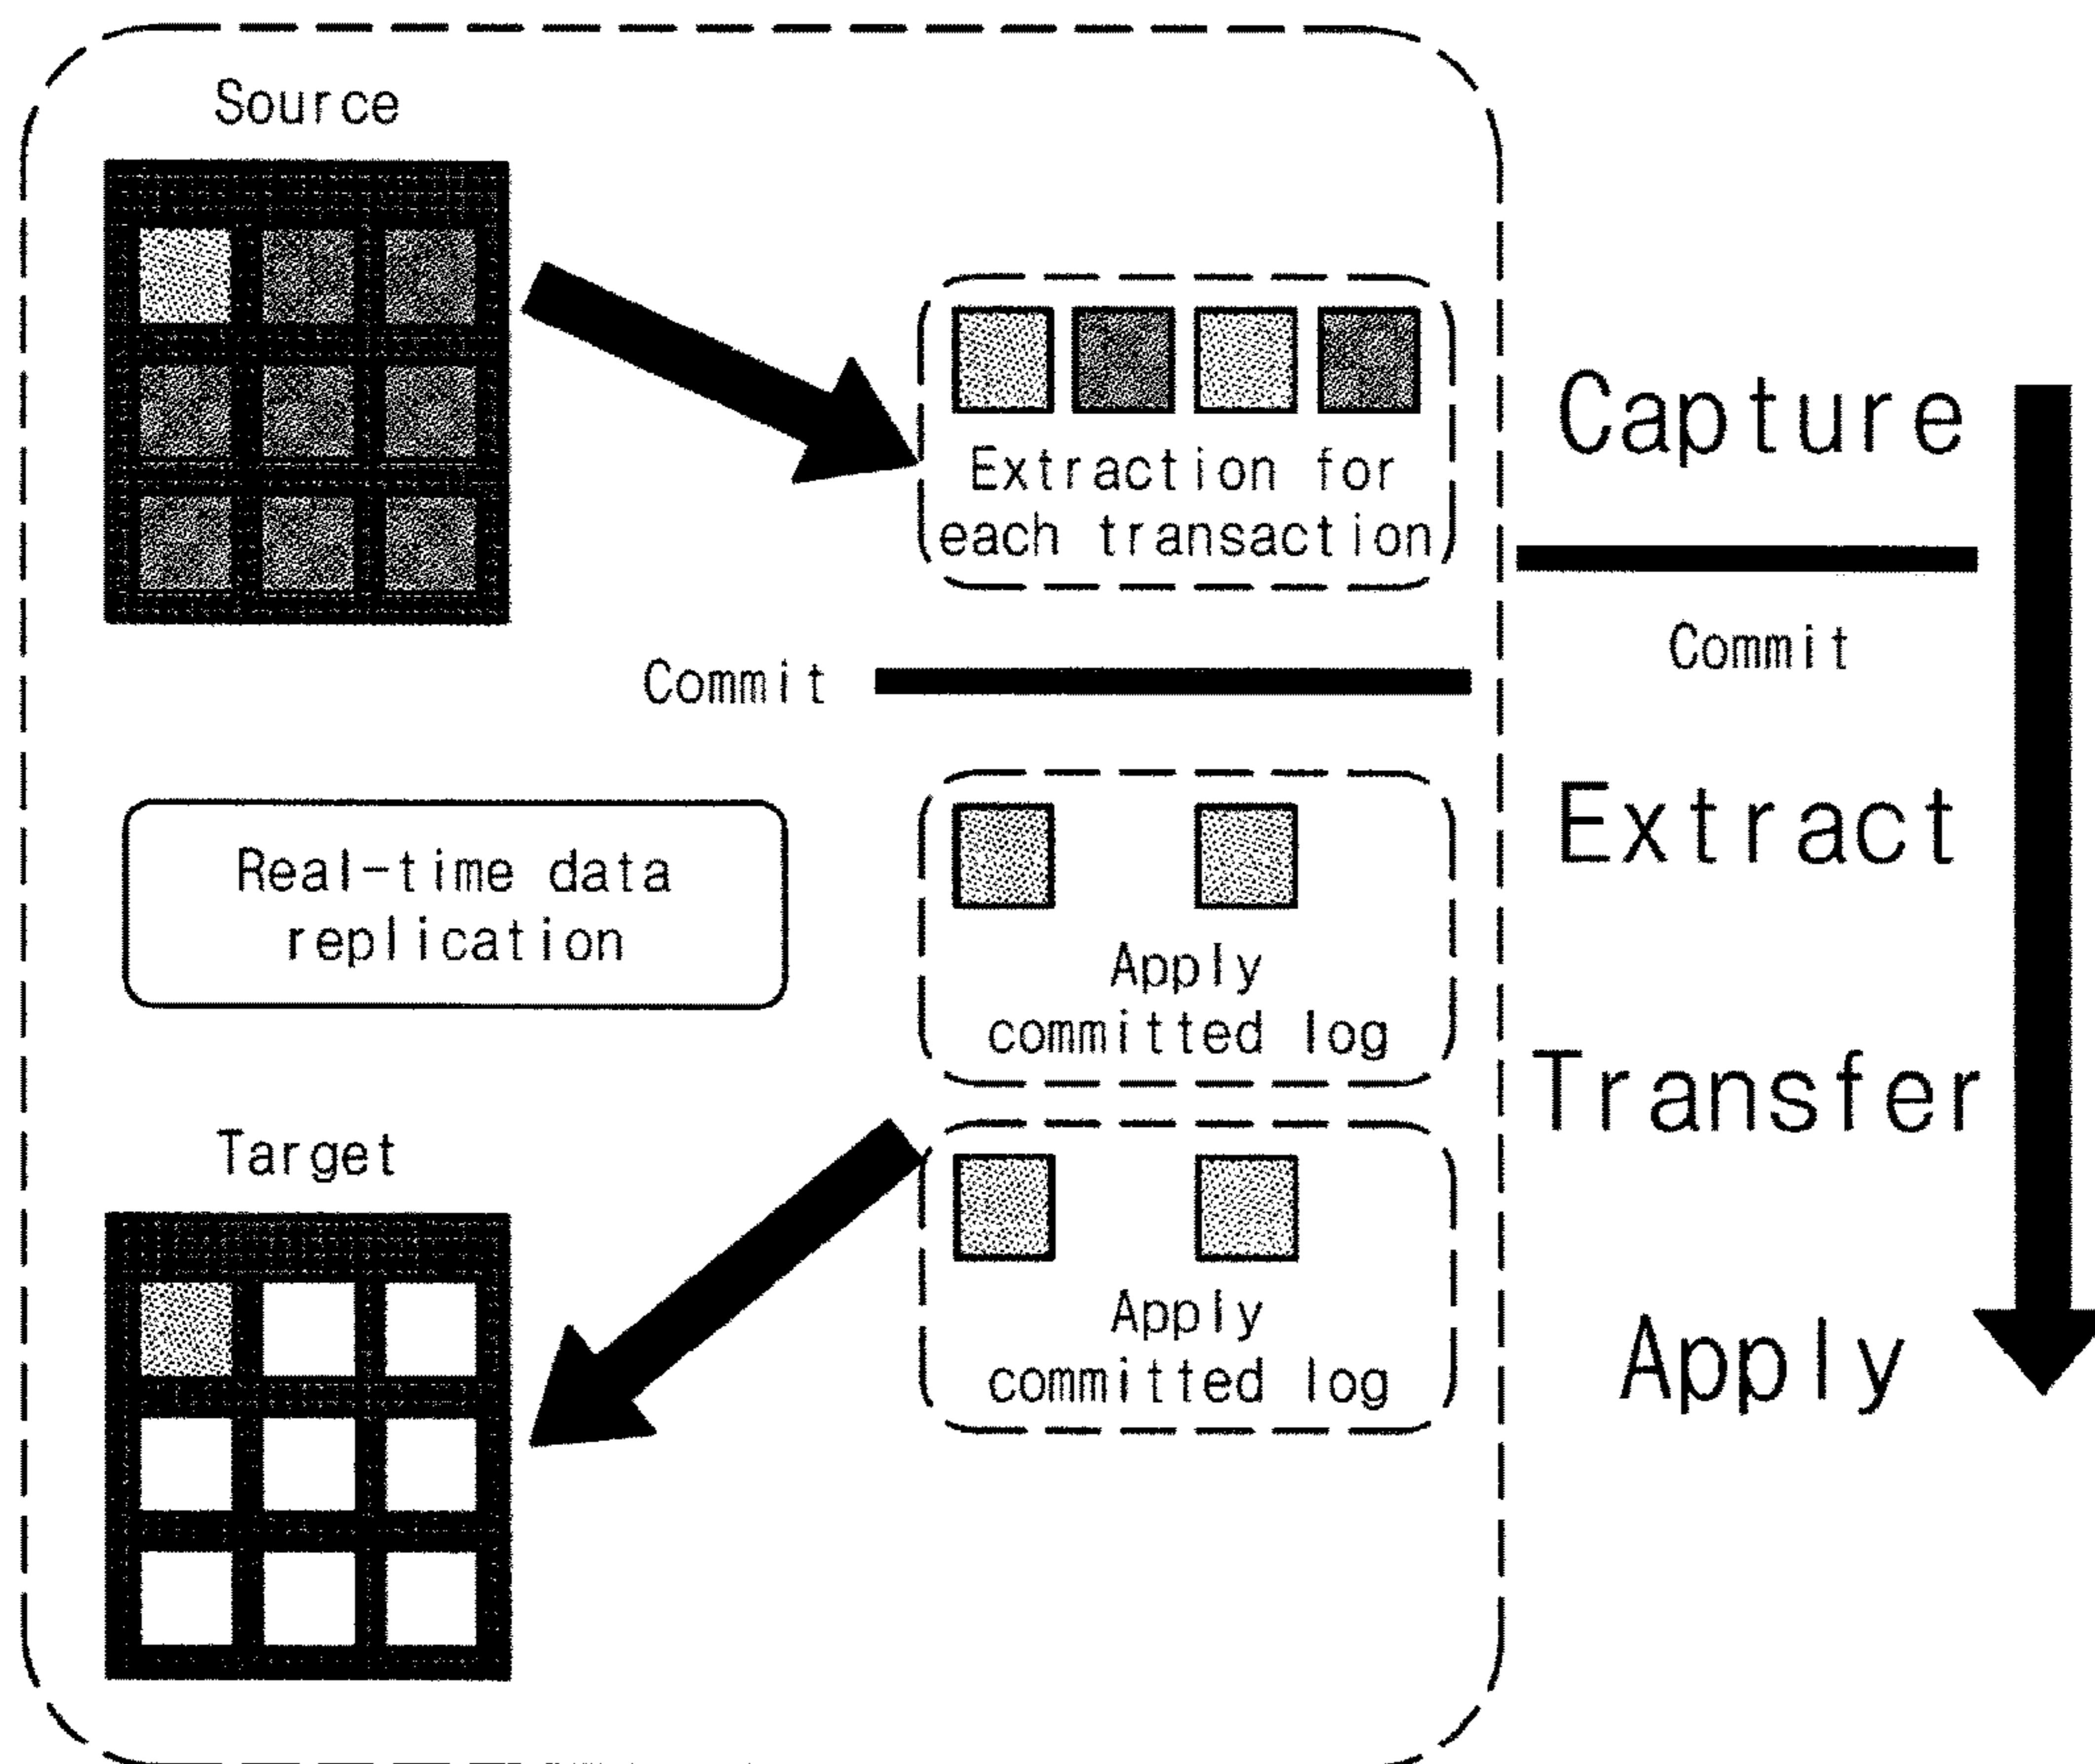 Source
Extraction for
each transaction
Capture
Commit
Commit
Real-time data
replication
Apply
committed log
Extract
Transfer
Target
Apply
committed log
Apply